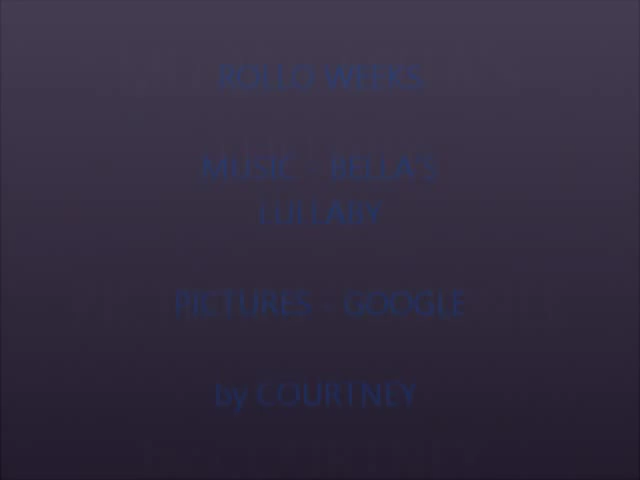 ROLLO WEEKS
MUSIC - BELLA'S
LULLABY
PICTURES - GOOGLE
by COURTNEY